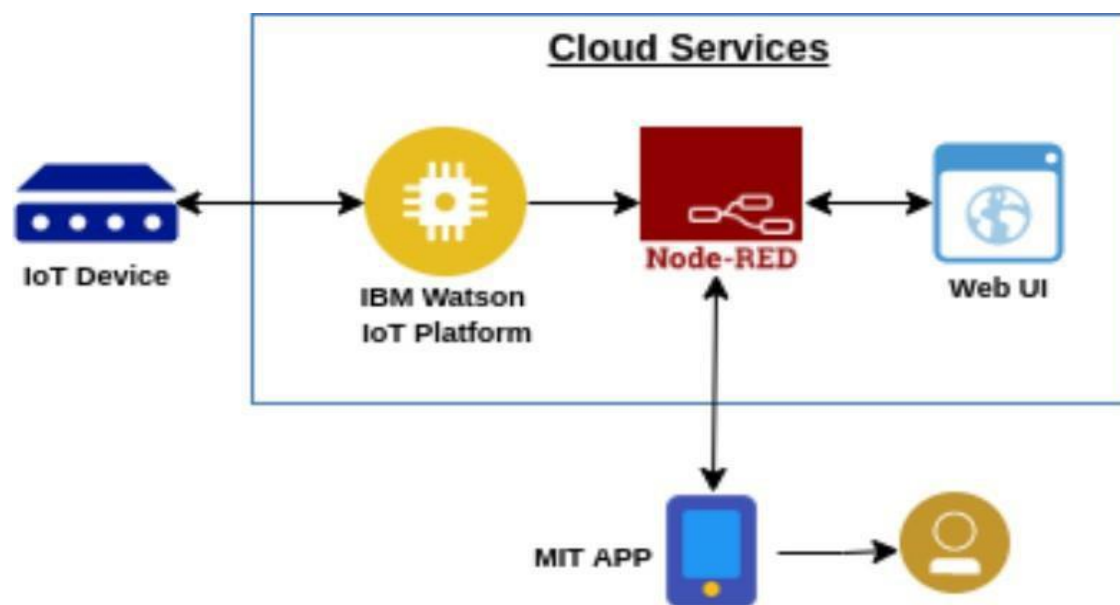 Cloud Services
IoT Device
IBM Watson
IoT Platform
Node-RED
Web UI
MIT APP